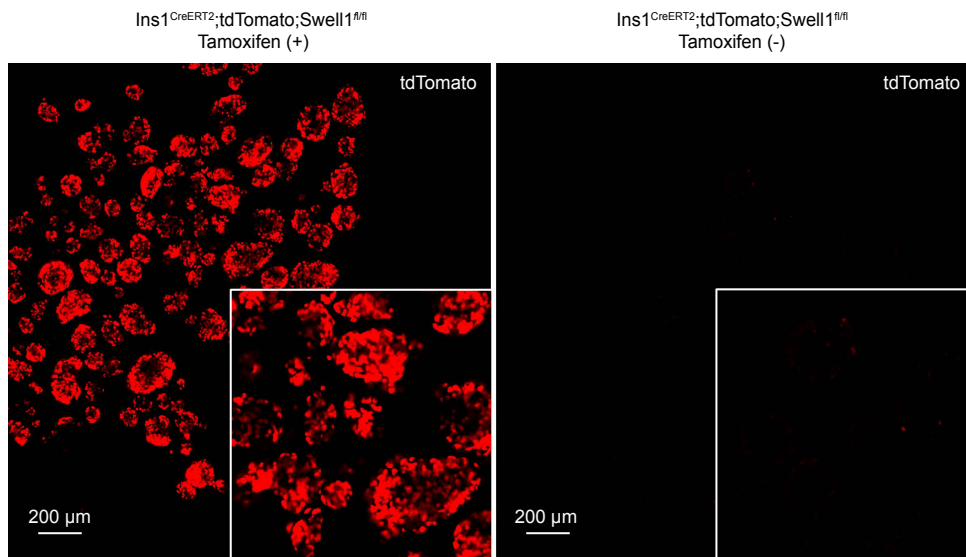 Ins1CreERT2;tdTomato;Swell1fl/fl
Tamoxifen (+)
tdTomato
200 µm
Ins1CreERT2;tdTomato;Swell1fl/fl
Tamoxifen (-)
tdTomato
200 µm